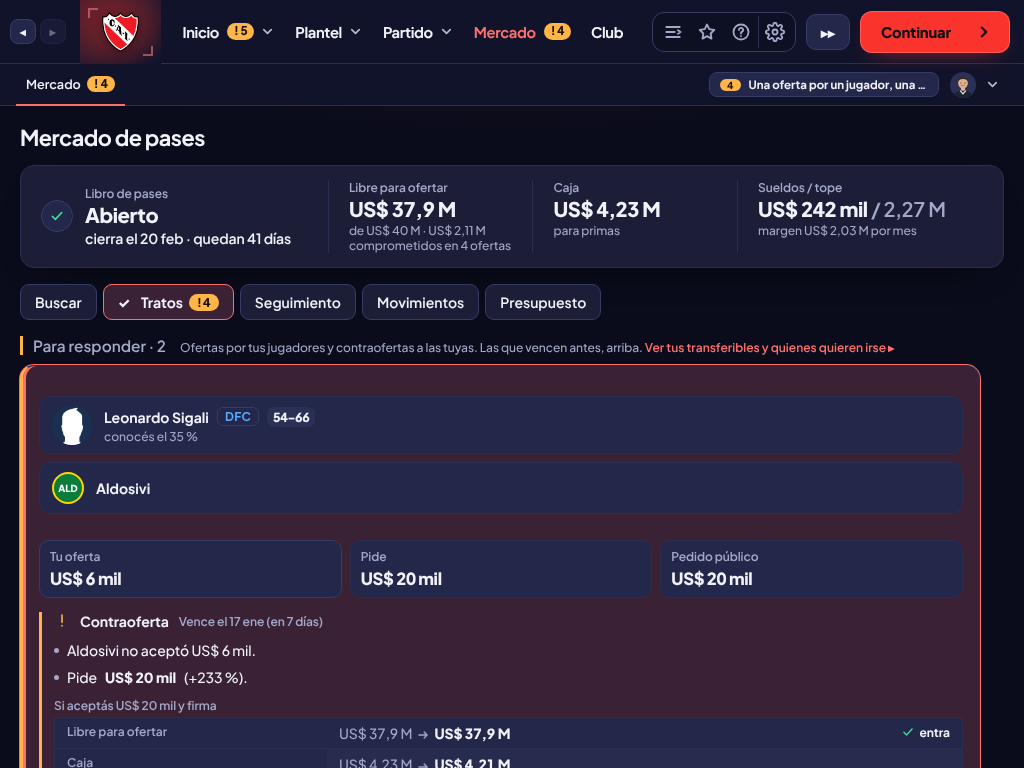 Inicio ! 5 Plantel Partido Mercado ! 4 Club Continuar
C.A.I.
Mercado ! 4
4 Una oferta por un jugador, una ...
Mercado de pases
Libro de pases
Abierto
cierra el 20 feb · quedan 41 días
Libre para ofertar
US$ 37,9 M
de US$ 40 M · US$ 2,11 M
comprometidos en 4 ofertas
Caja
US$ 4,23 M
para primas
Sueldos / tope
US$ 242 mil / 2,27 M
margen US$ 2,03 M por mes
Buscar Tratos ! 4 Seguimiento Movimientos Presupuesto
Para responder · 2 Ofertas por tus jugadores y contraofertas a las tuyas. Las que vencen antes, arriba. Ver tus transferibles y quienes quieren irse ▸
Leonardo Sigali DFC 54–66
conocés el 35 %
ALD Aldosivi
Tu oferta
US$ 6 mil
Pide
US$ 20 mil
Pedido público
US$ 20 mil
! Contraoferta Vence el 17 ene (en 7 días)
• Aldosivi no aceptó US$ 6 mil.
• Pide US$ 20 mil (+233 %).
Si aceptás US$ 20 mil y firma
Libre para ofertar US$ 37,9 M → US$ 37,9 M entra
Caja US$ 4,23 M → US$ 4,21 M